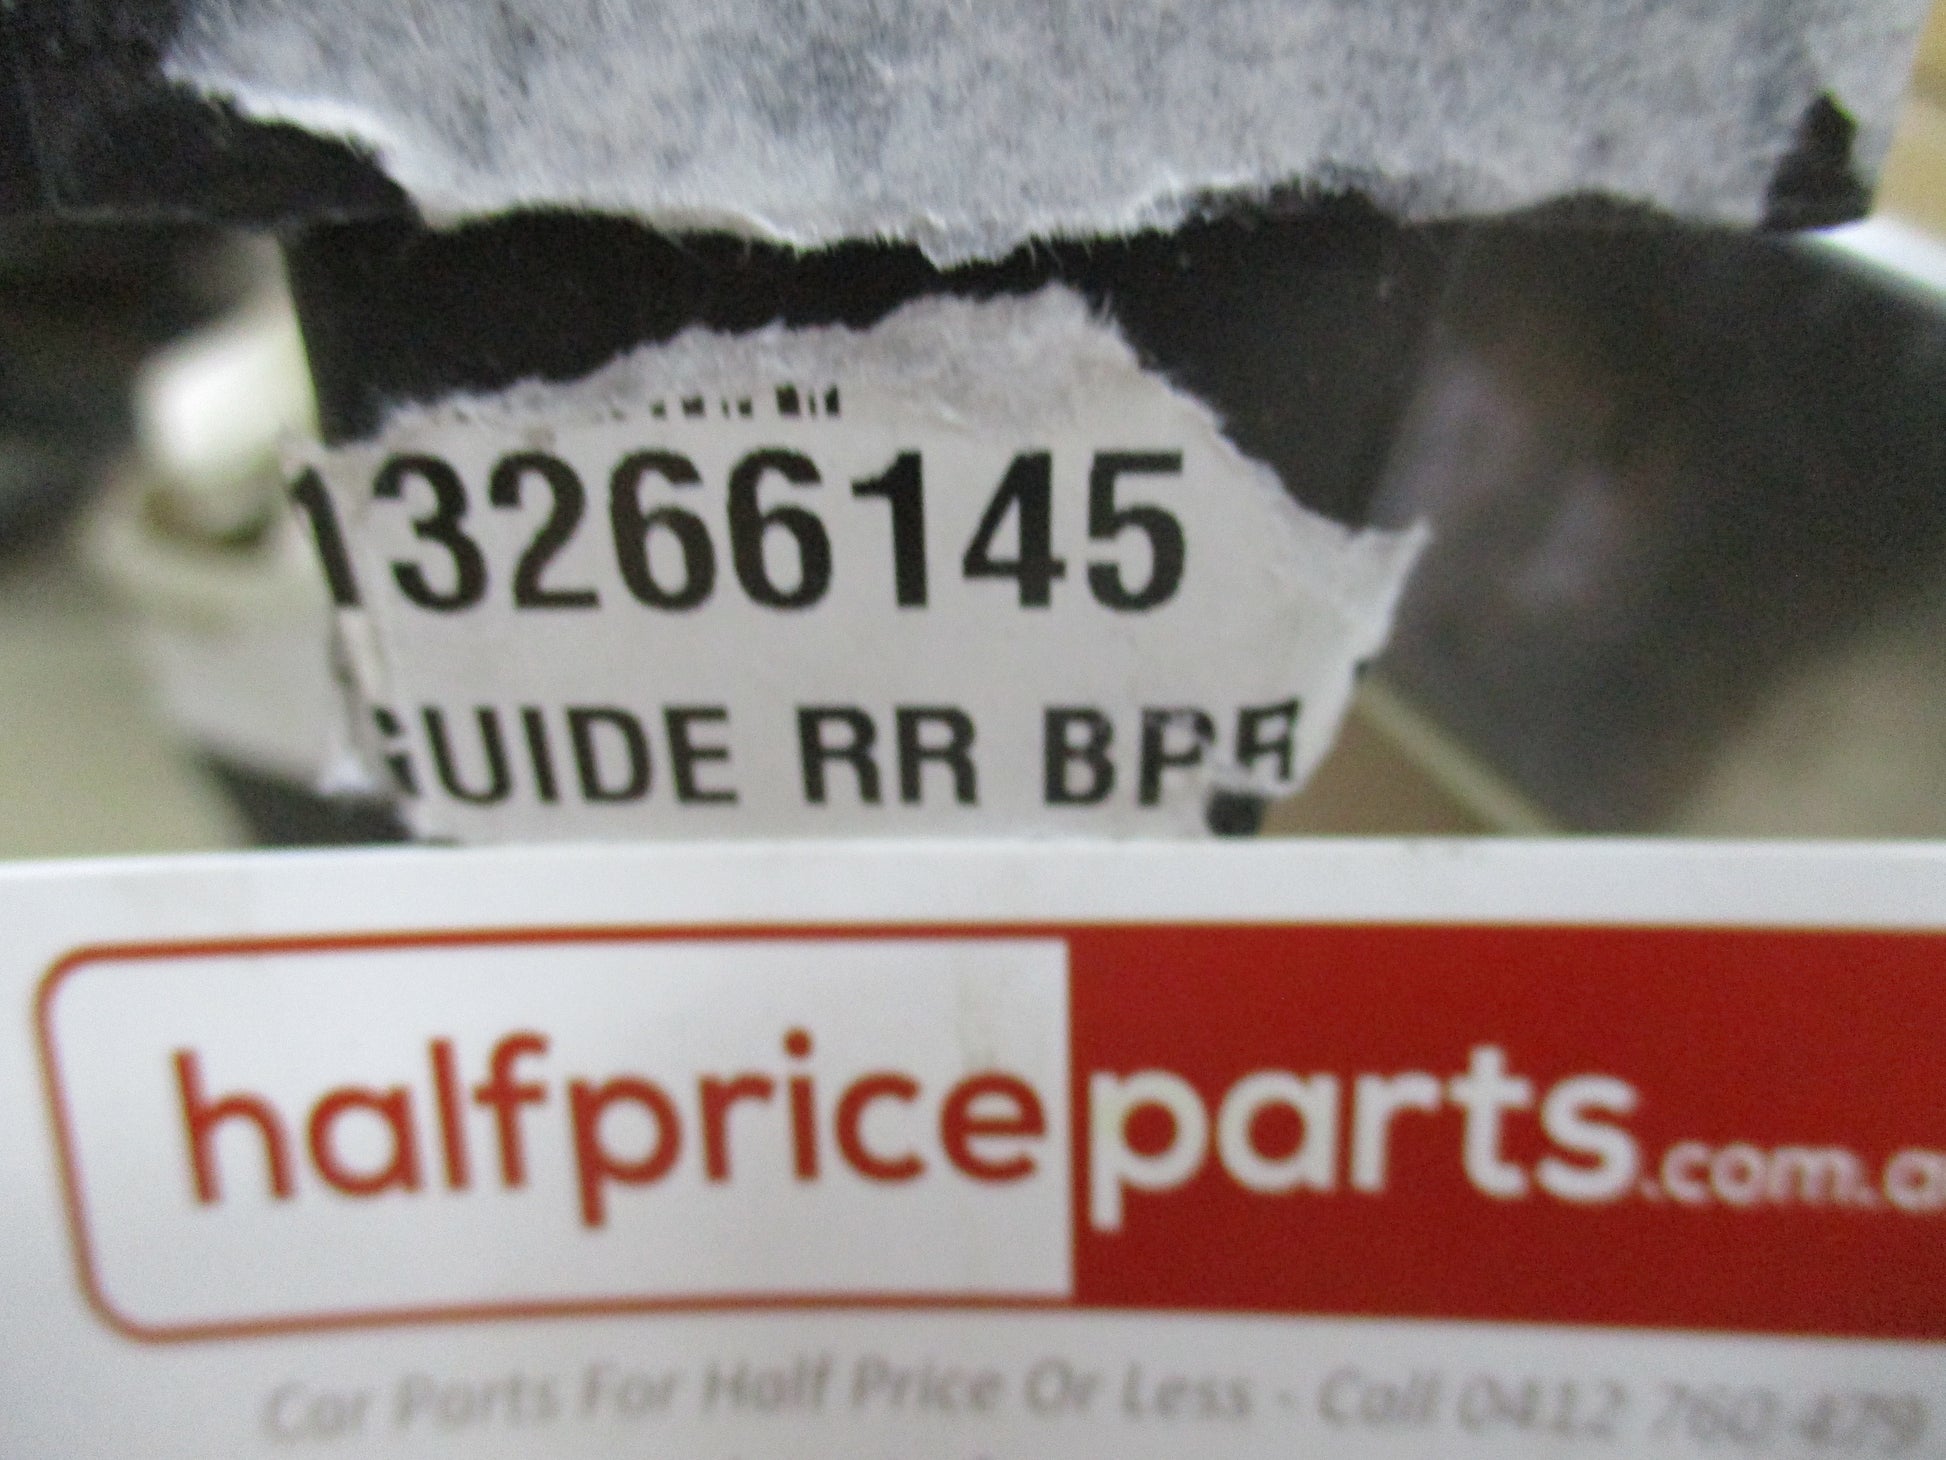 13266145
GUIDE RR BPR
halfpriceparts.com.a
Car Parts For Half Price Or Less - Call 0412 760 479